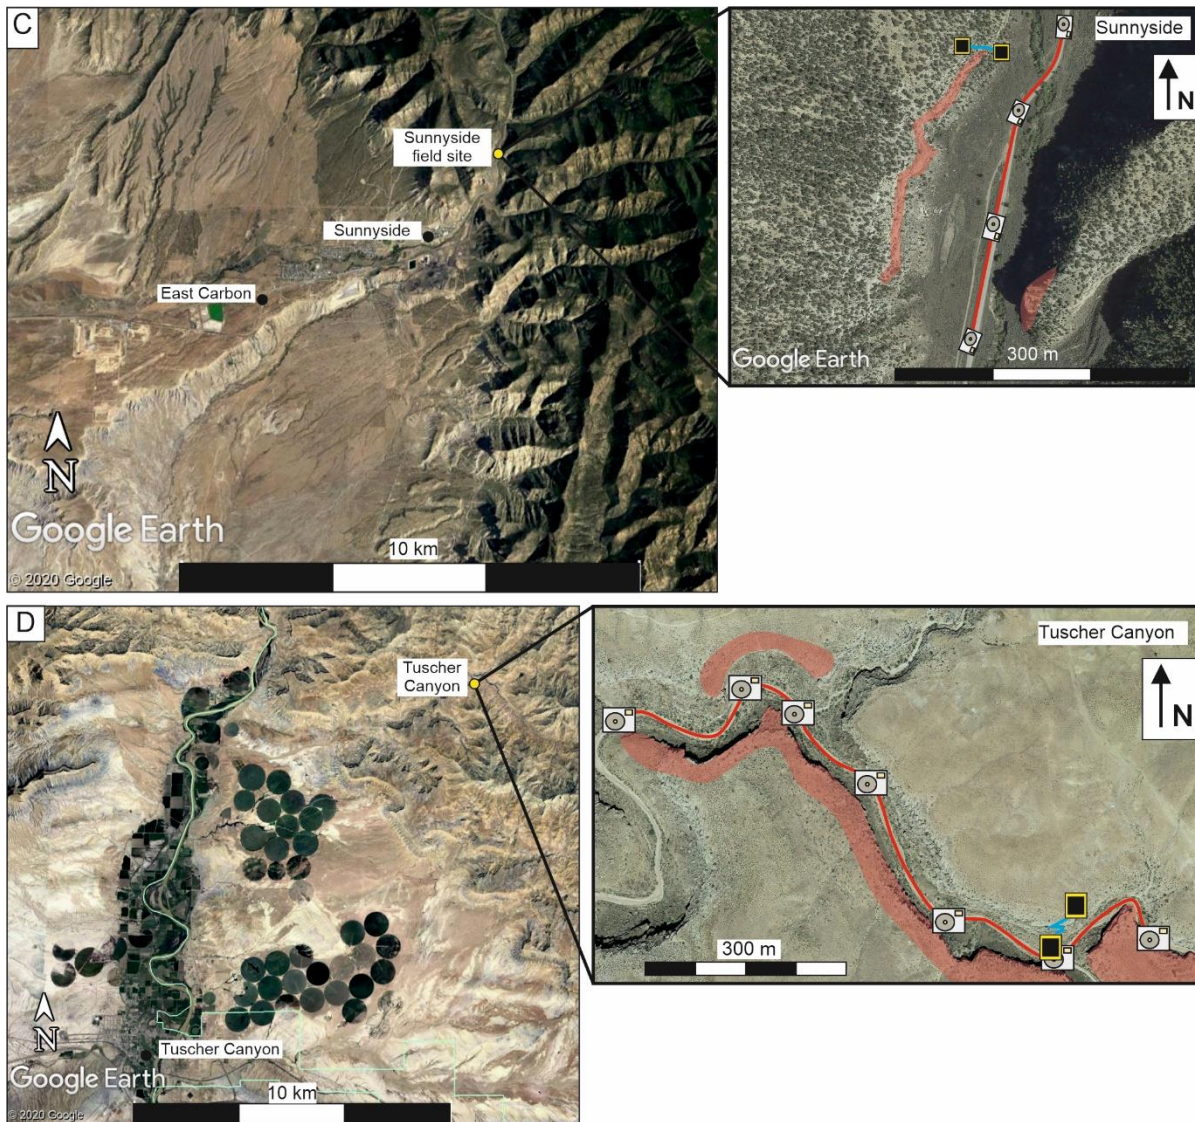 C
Sunnyside
field site
Sunnyside
East Carbon
N
Google Earth
© 2020 Google
10 km
Sunnyside
N
Google Earth
300 m
D
Tuscher
Canyon
Tuscher Canyon
N
Google Earth
© 2020 Google
10 km
Tuscher Canyon
N
300 m